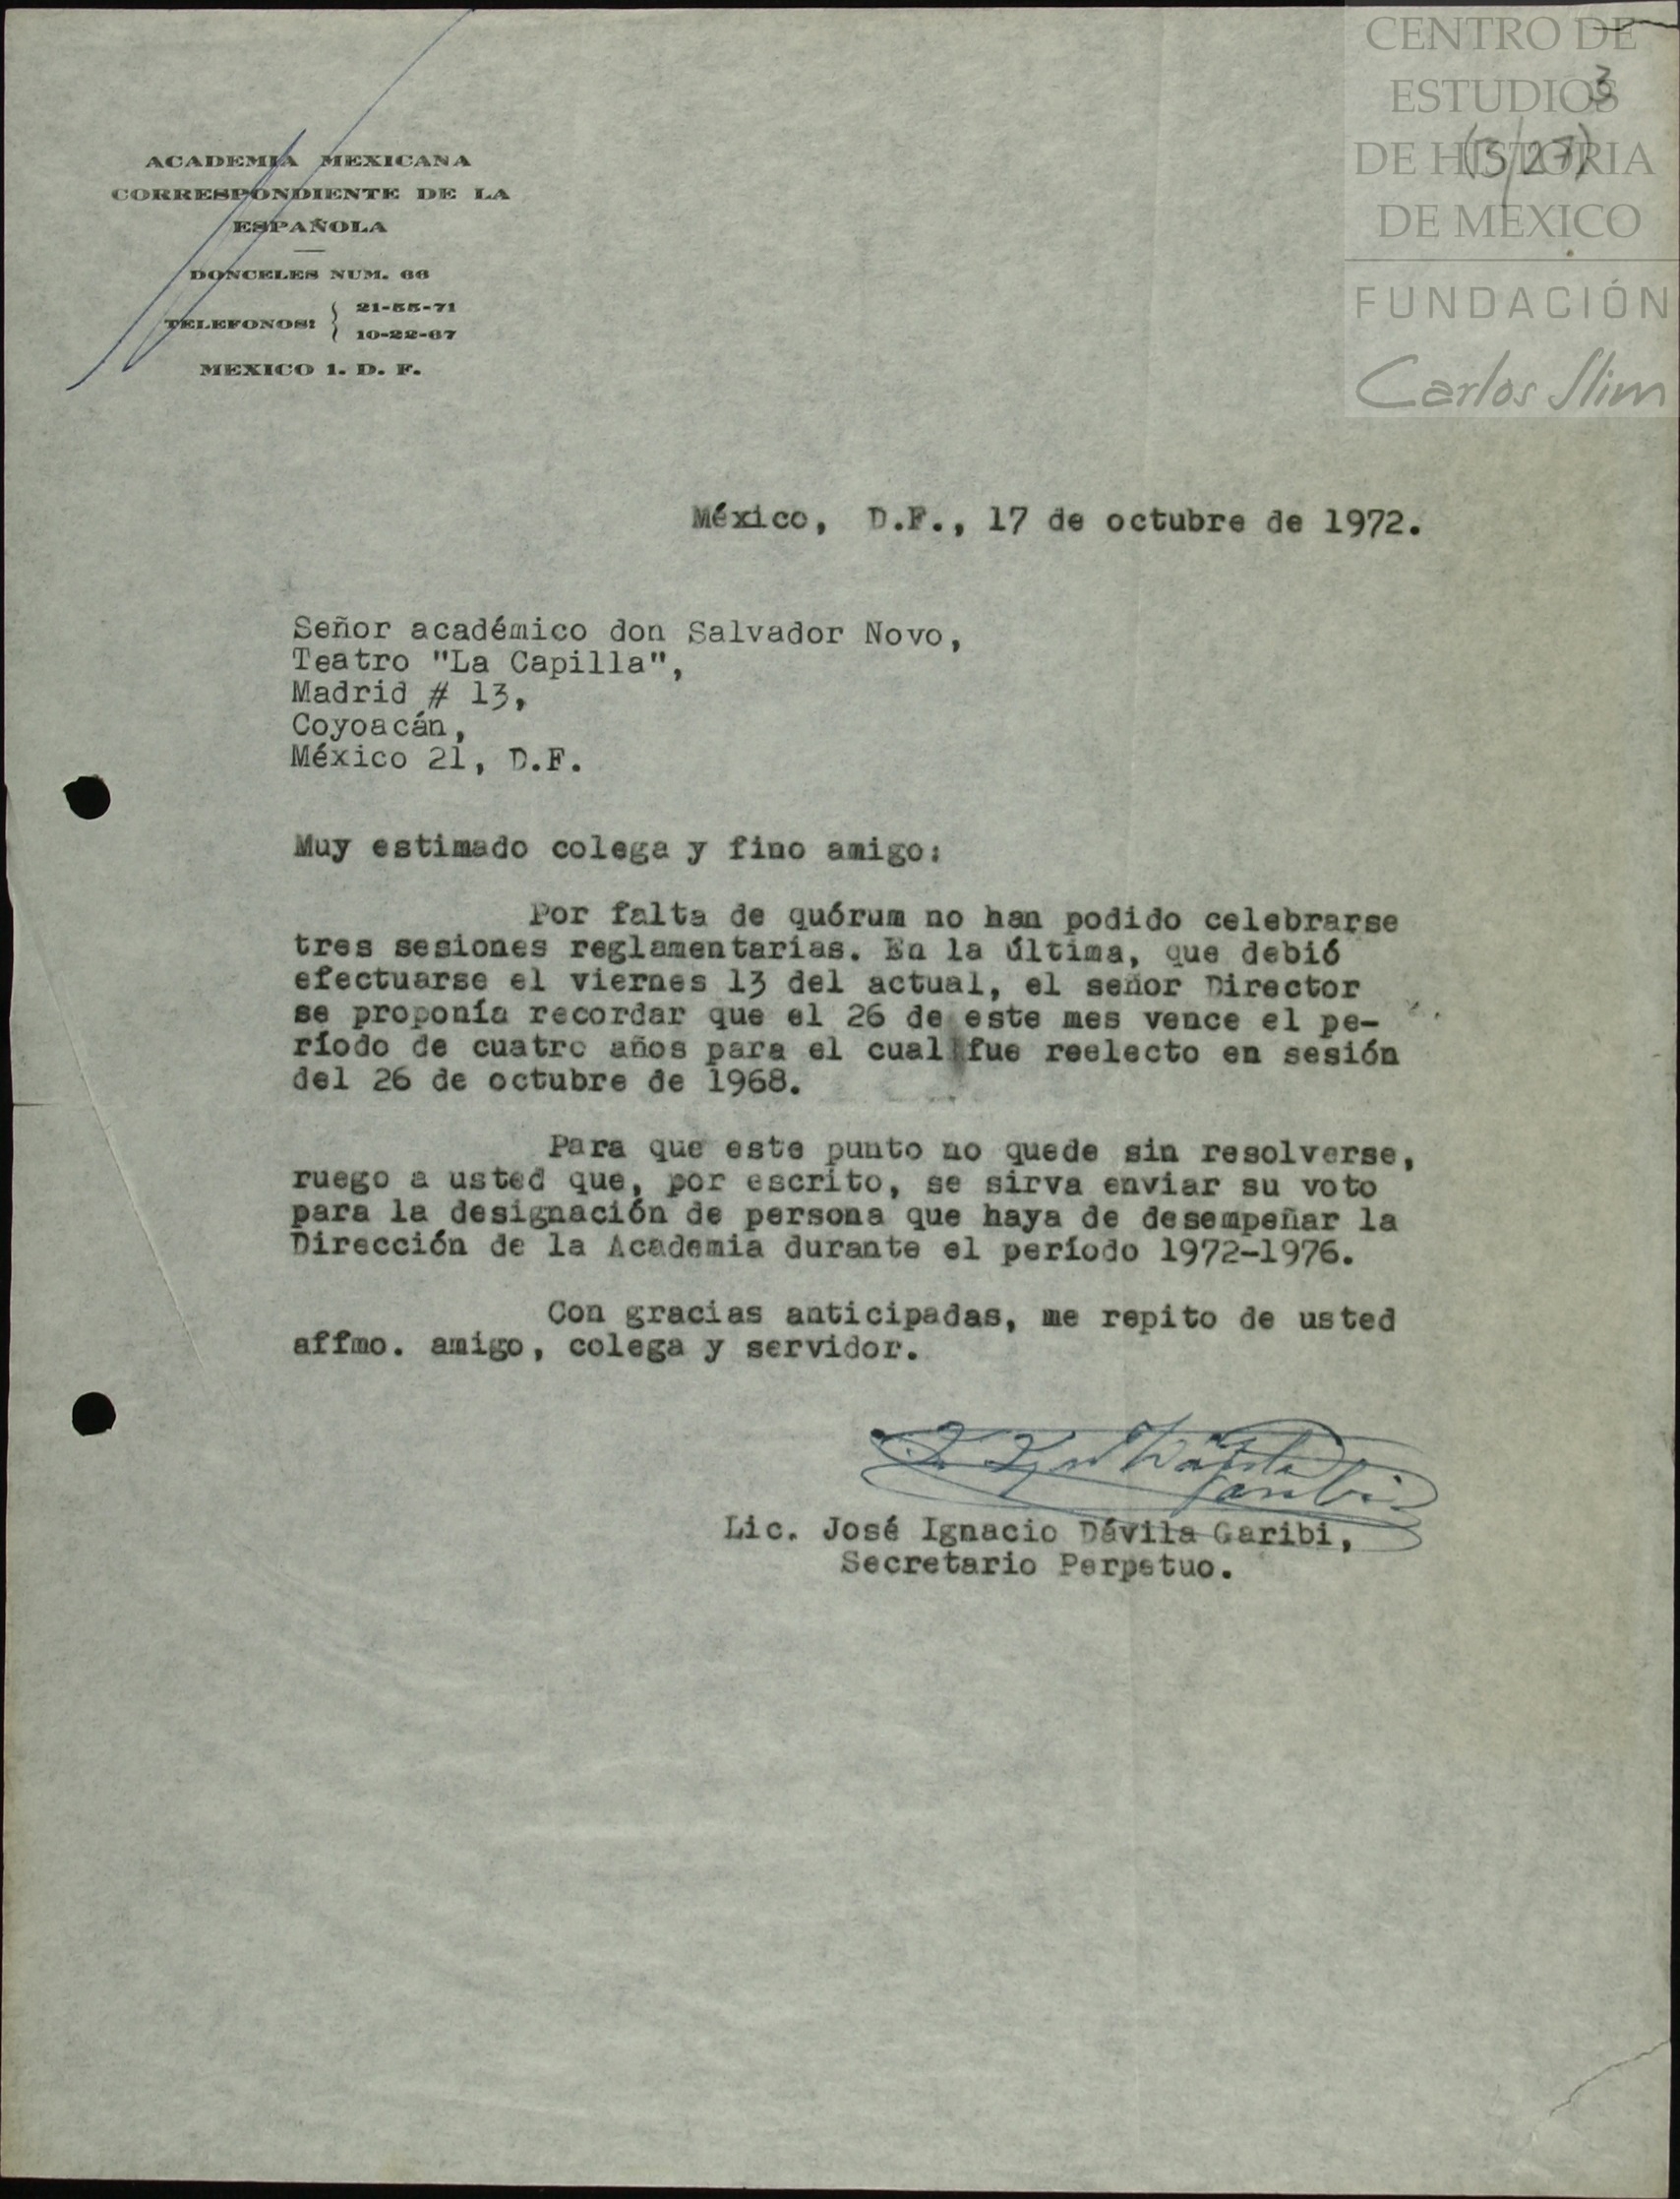 CENTRO DE
ESTUDIOS
DE HISTORIA
DE MÉXICO
FUNDACIÓN
Carlos Slim
3
(3/27)
ACADEMIA MEXICANA
CORRESPONDIENTE DE LA
ESPAÑOLA
DONCELES NUM. 66
TELEFONOS: { 21-55-71
10-22-67
MEXICO 1. D. F.
México, D.F., 17 de octubre de 1972.
Señor académico don Salvador Novo,
Teatro "La Capilla",
Madrid # 13,
Coyoacán,
México 21, D.F.
Muy estimado colega y fino amigo:
Por falta de quórum no han podido celebrarse
tres sesiones reglamentarias. En la última, que debió
efectuarse el viernes 13 del actual, el señor Director
se proponía recordar que el 26 de este mes vence el pe-
ríodo de cuatro años para el cual fue reelecto en sesión
del 26 de octubre de 1968.
Para que este punto no quede sin resolverse,
ruego a usted que, por escrito, se sirva enviar su voto
para la designación de persona que haya de desempeñar la
Dirección de la Academia durante el período 1972-1976.
Con gracias anticipadas, me repito de usted
affmo. amigo, colega y servidor.
Lic. José Ignacio Dávila Garibi,
Secretario Perpetuo.